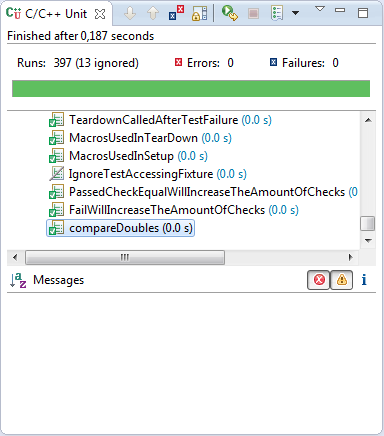 C/C++ Unit
Finished after 0,187 seconds
Runs: 397 (13 ignored) Errors: 0 Failures: 0
TeardownCalledAfterTestFailure (0.0 s)
MacrosUsedInTearDown (0.0 s)
MacrosUsedInSetup (0.0 s)
IgnoreTestAccessingFixture (0.0 s)
PassedCheckEqualWillIncreaseTheAmountOfChecks (0
FailWillIncreaseTheAmountOfChecks (0.0 s)
compareDoubles (0.0 s)
Messages